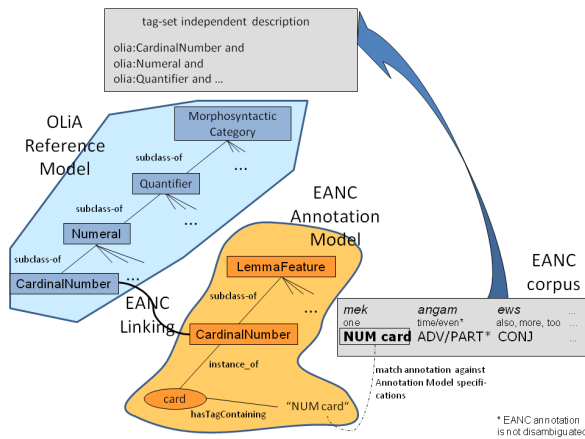 tag-set independent description
olia:CardinalNumber and
olia:Numeral and
olia:Quantifier and ...
OLiA
Reference
Model
Morphosyntactic
Category
subclass-of
...
Quantifier
subclass-of
...
Numeral
subclass-of
...
CardinalNumber
EANC
Linking
EANC
Annotation
Model
LemmaFeature
subclass-of
...
CardinalNumber
instance_of
card
hasTagContaining
"NUM card"
EANC
corpus
mek angam ews ...
one time/even* also, more, too ...
NUM card ADV/PART* CONJ ...
match annotation against
Annotation Model specifi-
cations
* EANC annotation
is not disambiguated